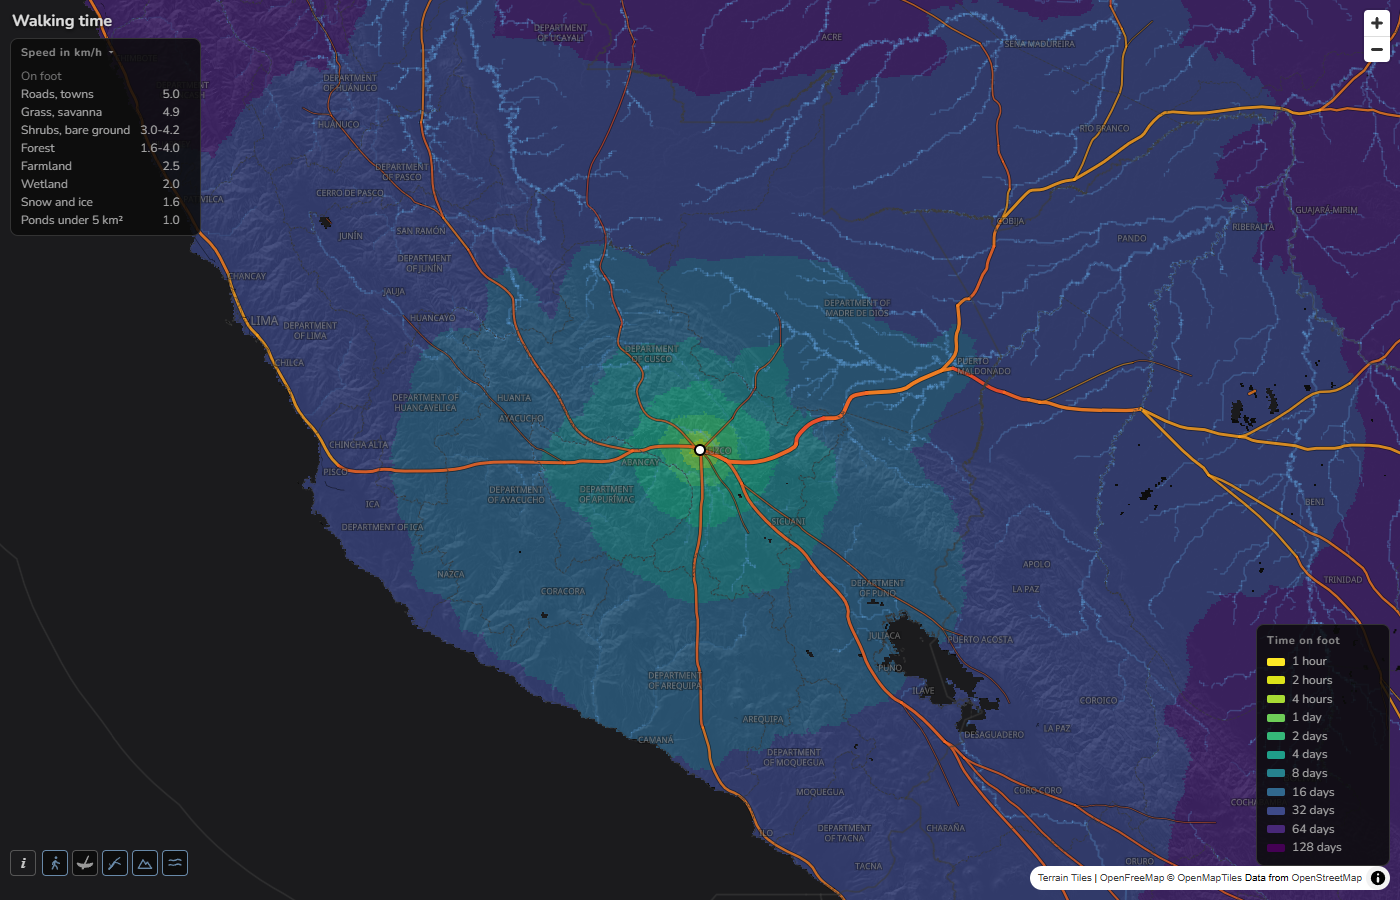 Walking time
Speed in km/h
On foot
Roads, towns 5.0
Grass, savanna 4.9
Shrubs, bare ground 3.0-4.2
Forest 1.6-4.0
Farmland 2.5
Wetland 2.0
Snow and ice 1.6
Ponds under 5 km² 1.0
DEPARTMENT
OF UCAYALI
ACRE
SENA MADUREIRA
DEPARTMENT
OF HUÁNUCO
HUÁNUCO
RIO BRANCO
DEPARTMENT
OF PASCO
CERRO DE PASCO
GUAJARÁ-MIRIM
COBIJA
RIBERALTA
SAN RAMÓN
JUNÍN
PANDO
DEPARTMENT
OF JUNÍN
CHANCAY
JAUJA
DEPARTMENT OF
MADRE DE DIOS
HUANCAYO
LIMA
DEPARTMENT
OF LIMA
DEPARTMENT
OF CUSCO
CHILCA
PUERTO
MALDONADO
DEPARTMENT OF
HUANCAVELICA
HUANTA
AYACUCHO
CHINCHA ALTA
ABANCAY
PISCO
DEPARTMENT
OF AYACUCHO
DEPARTMENT
OF APURÍMAC
ICA
BENI
DEPARTMENT OF ICA
SICUANI
APOLO
NAZCA
LA PAZ
TRINIDAD
CORACORA
DEPARTMENT
OF PUNO
JULIACA
PUERTO ACOSTA
PUNO
DEPARTMENT
OF AREQUIPA
ILAVE
COROICO
AREQUIPA
LA PAZ
DESAGUADERO
CAMANÁ
DEPARTMENT
OF MOQUEGUA
MOQUEGUA
CORO CORO
ILO
DEPARTMENT
OF TACNA
CHARAÑA
TACNA
ORURO
Time on foot
1 hour
2 hours
4 hours
1 day
2 days
4 days
8 days
16 days
32 days
64 days
128 days
Terrain Tiles | OpenFreeMap © OpenMapTiles Data from OpenStreetMap